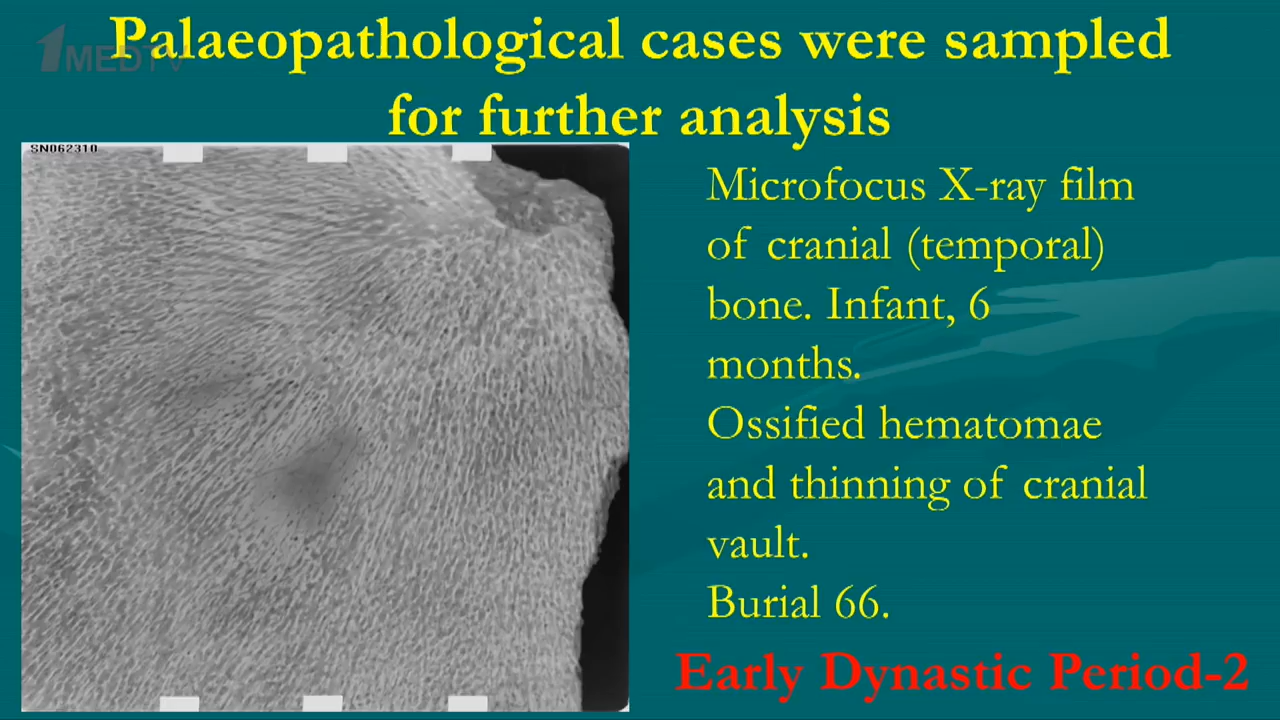 Palaeopathological cases were sampled
for further analysis
1MEDTV
SN062310
Microfocus X-ray film
of cranial (temporal)
bone. Infant, 6
months.
Ossified hematomae
and thinning of cranial
vault.
Burial 66.
Early Dynastic Period-2